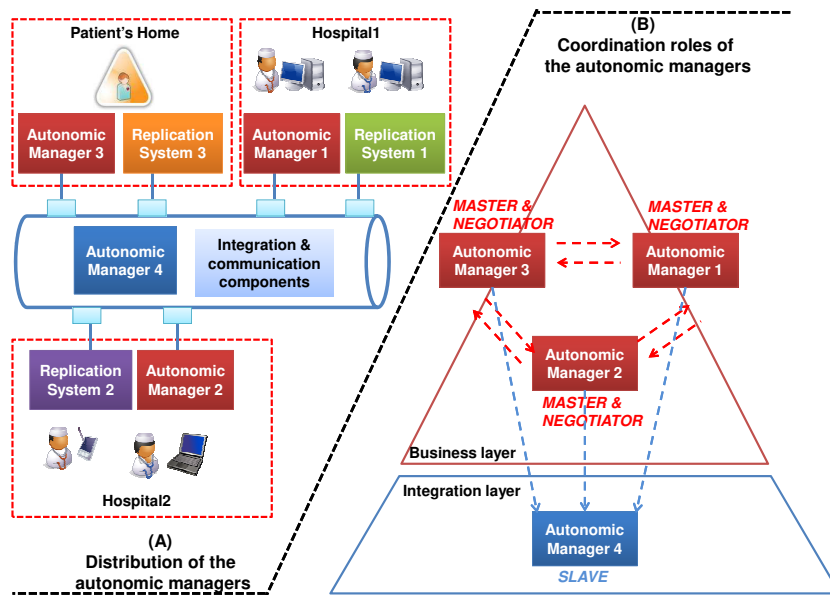 Patient's Home
Autonomic
Manager 3
Replication
System 3
Hospital1
Autonomic
Manager 1
Replication
System 1
Autonomic
Manager 4
Integration &
communication
components
Replication
System 2
Autonomic
Manager 2
Hospital2
(A)
Distribution of the
autonomic managers
(B)
Coordination roles of
the autonomic managers
MASTER &
NEGOTIATOR
Autonomic
Manager 3
MASTER &
NEGOTIATOR
Autonomic
Manager 1
Autonomic
Manager 2
MASTER &
NEGOTIATOR
Business layer
Integration layer
Autonomic
Manager 4
SLAVE